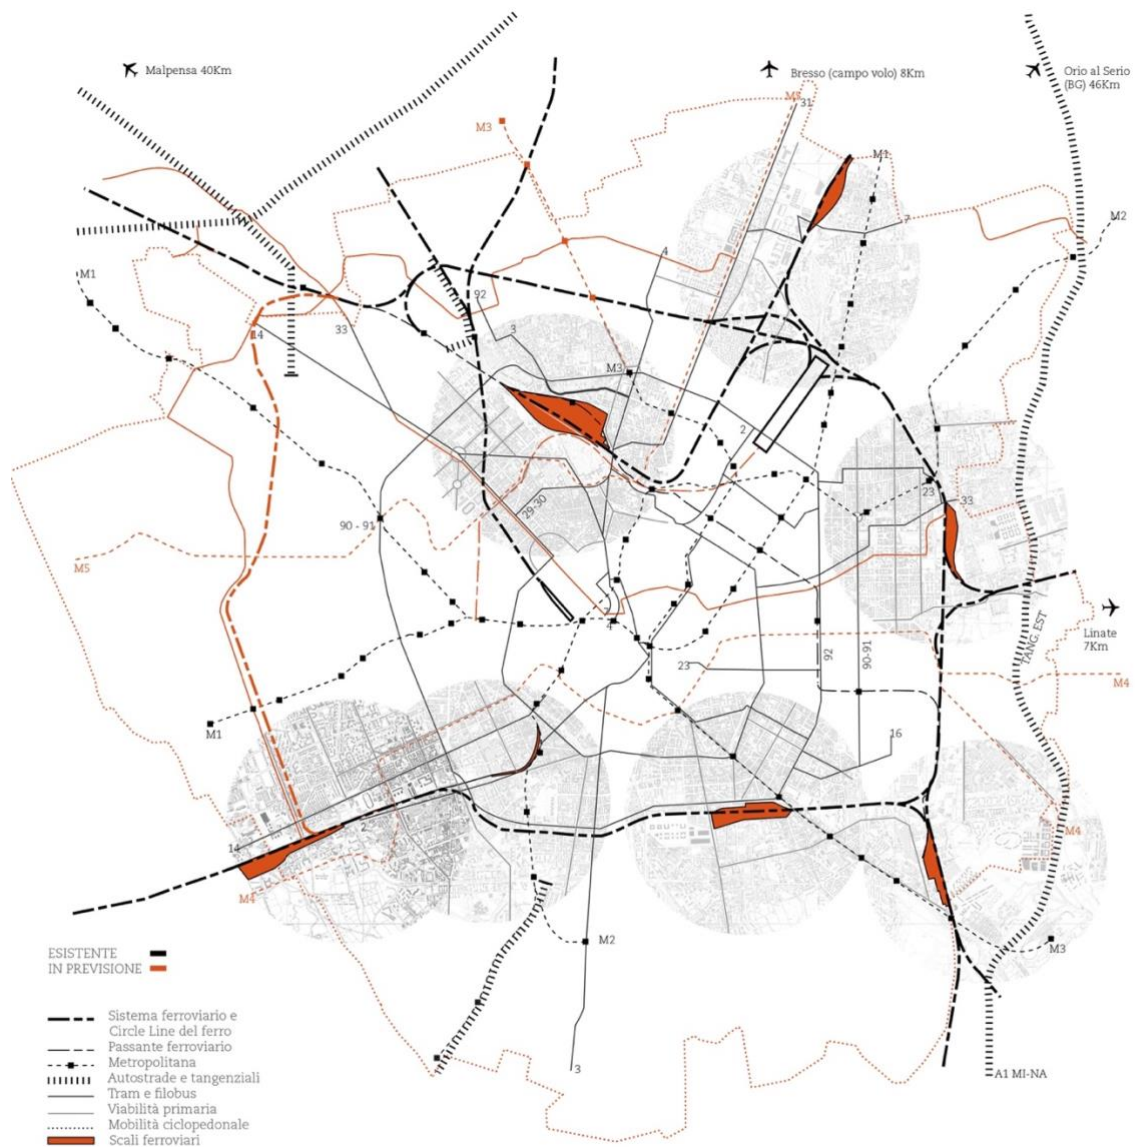 Malpensa 40Km
Bresso (campo volo) 8Km
Orio al Serio
(BG) 46Km
M5
31
M3
M1
7
M2
4
M1
92
3
33
14
M3
2
23
33
29-30
90 - 91
M5
4
TANG. EST
Linate
7Km
92
90-91
23
M4
M1
16
2
14
M4
M4
M2
M3
3
A1 MI-NA
ESISTENTE
IN PREVISIONE
Sistema ferroviario e
Circle Line del ferro
Passante ferroviario
Metropolitana
Autostrade e tangenziali
Tram e filobus
Viabilità primaria
Mobilità ciclopedonale
Scali ferroviari